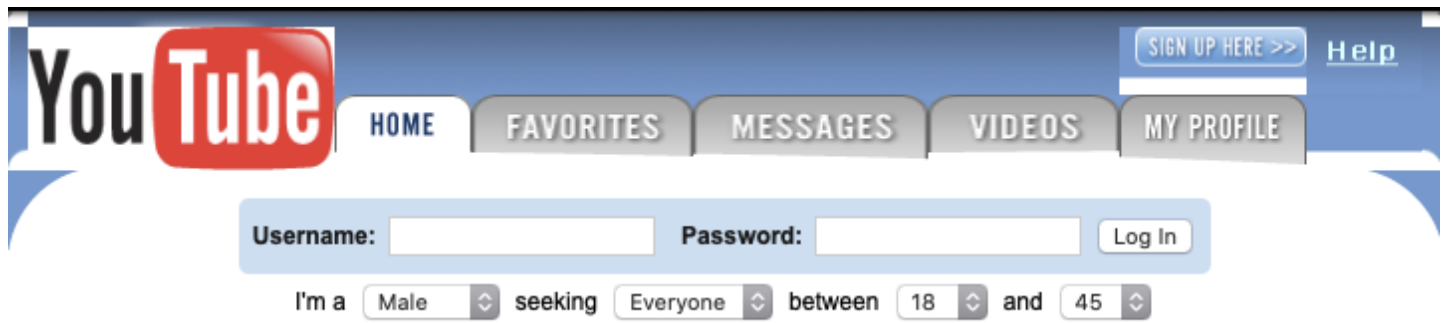 YouTube
SIGN UP HERE >>
Help
HOME FAVORITES MESSAGES VIDEOS MY PROFILE
Username: Password: Log In
I'm a Male seeking Everyone between 18 and 45